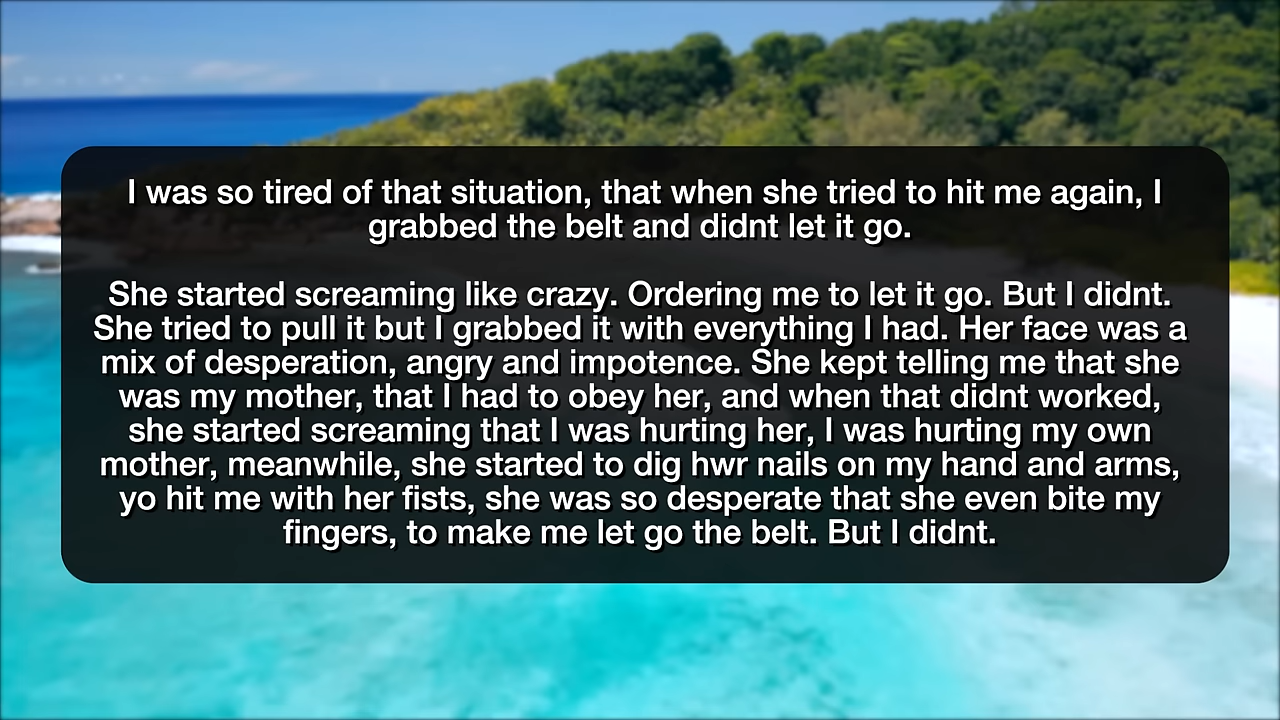 I was so tired of that situation, that when she tried to hit me again, I
grabbed the belt and didnt let it go.
She started screaming like crazy. Ordering me to let it go. But I didnt.
She tried to pull it but I grabbed it with everything I had. Her face was a
mix of desperation, angry and impotence. She kept telling me that she
was my mother, that I had to obey her, and when that didnt worked,
she started screaming that I was hurting her, I was hurting my own
mother, meanwhile, she started to dig hwr nails on my hand and arms,
yo hit me with her fists, she was so desperate that she even bite my
fingers, to make me let go the belt. But I didnt.